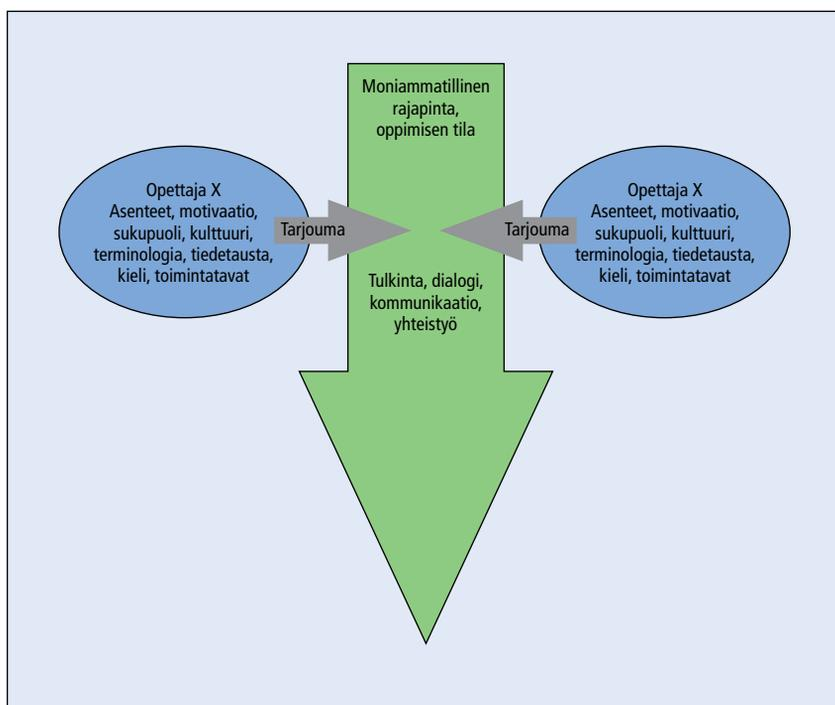 Moniammatillinen
rajapinta,
oppimisen tila
Opettaja X
Asenteet, motivaatio,
sukupuoli, kulttuuri,
terminologia, tiedetausta,
kieli, toimintatavat
Tarjouma
Tarjouma
Opettaja X
Asenteet, motivaatio,
sukupuoli, kulttuuri,
terminologia, tiedetausta,
kieli, toimintatavat
Tulkinta, dialogi,
kommunikaatio,
yhteistyö